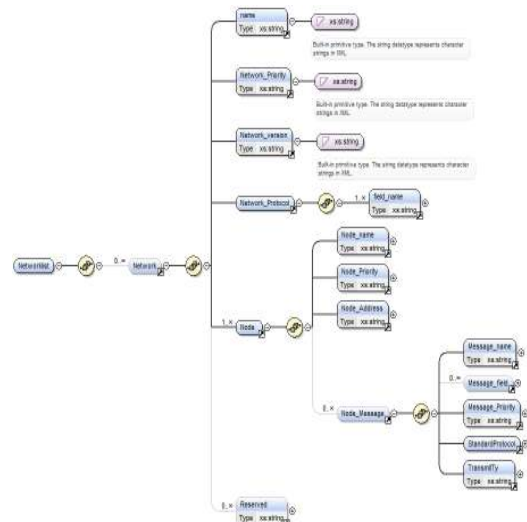 name
Type xs:string
xs:string
Built-in primitive type. The string datatype represents character
strings in XML.
Network_Priority
Type xs:string
xs:string
Built-in primitive type. The string datatype represents character
strings in XML.
Network_version
Type xs:string
xs:string
Built-in primitive type. The string datatype represents character
strings in XML.
Network_Protocol
1..∞
field_name
Type xs:string
Networklist
0..∞
Network
Node_name
Type xs:string
Node_Priority
Type xs:string
Node_Address
Type xs:string
1..∞
Node
0..∞
Node_Message
Message_name
Type xs:string
0..∞
Message_field
Message_Priority
Type xs:string
StandardProtocol
TransmitTy
Type xs:string
0..∞
Reserved
Type xs:string